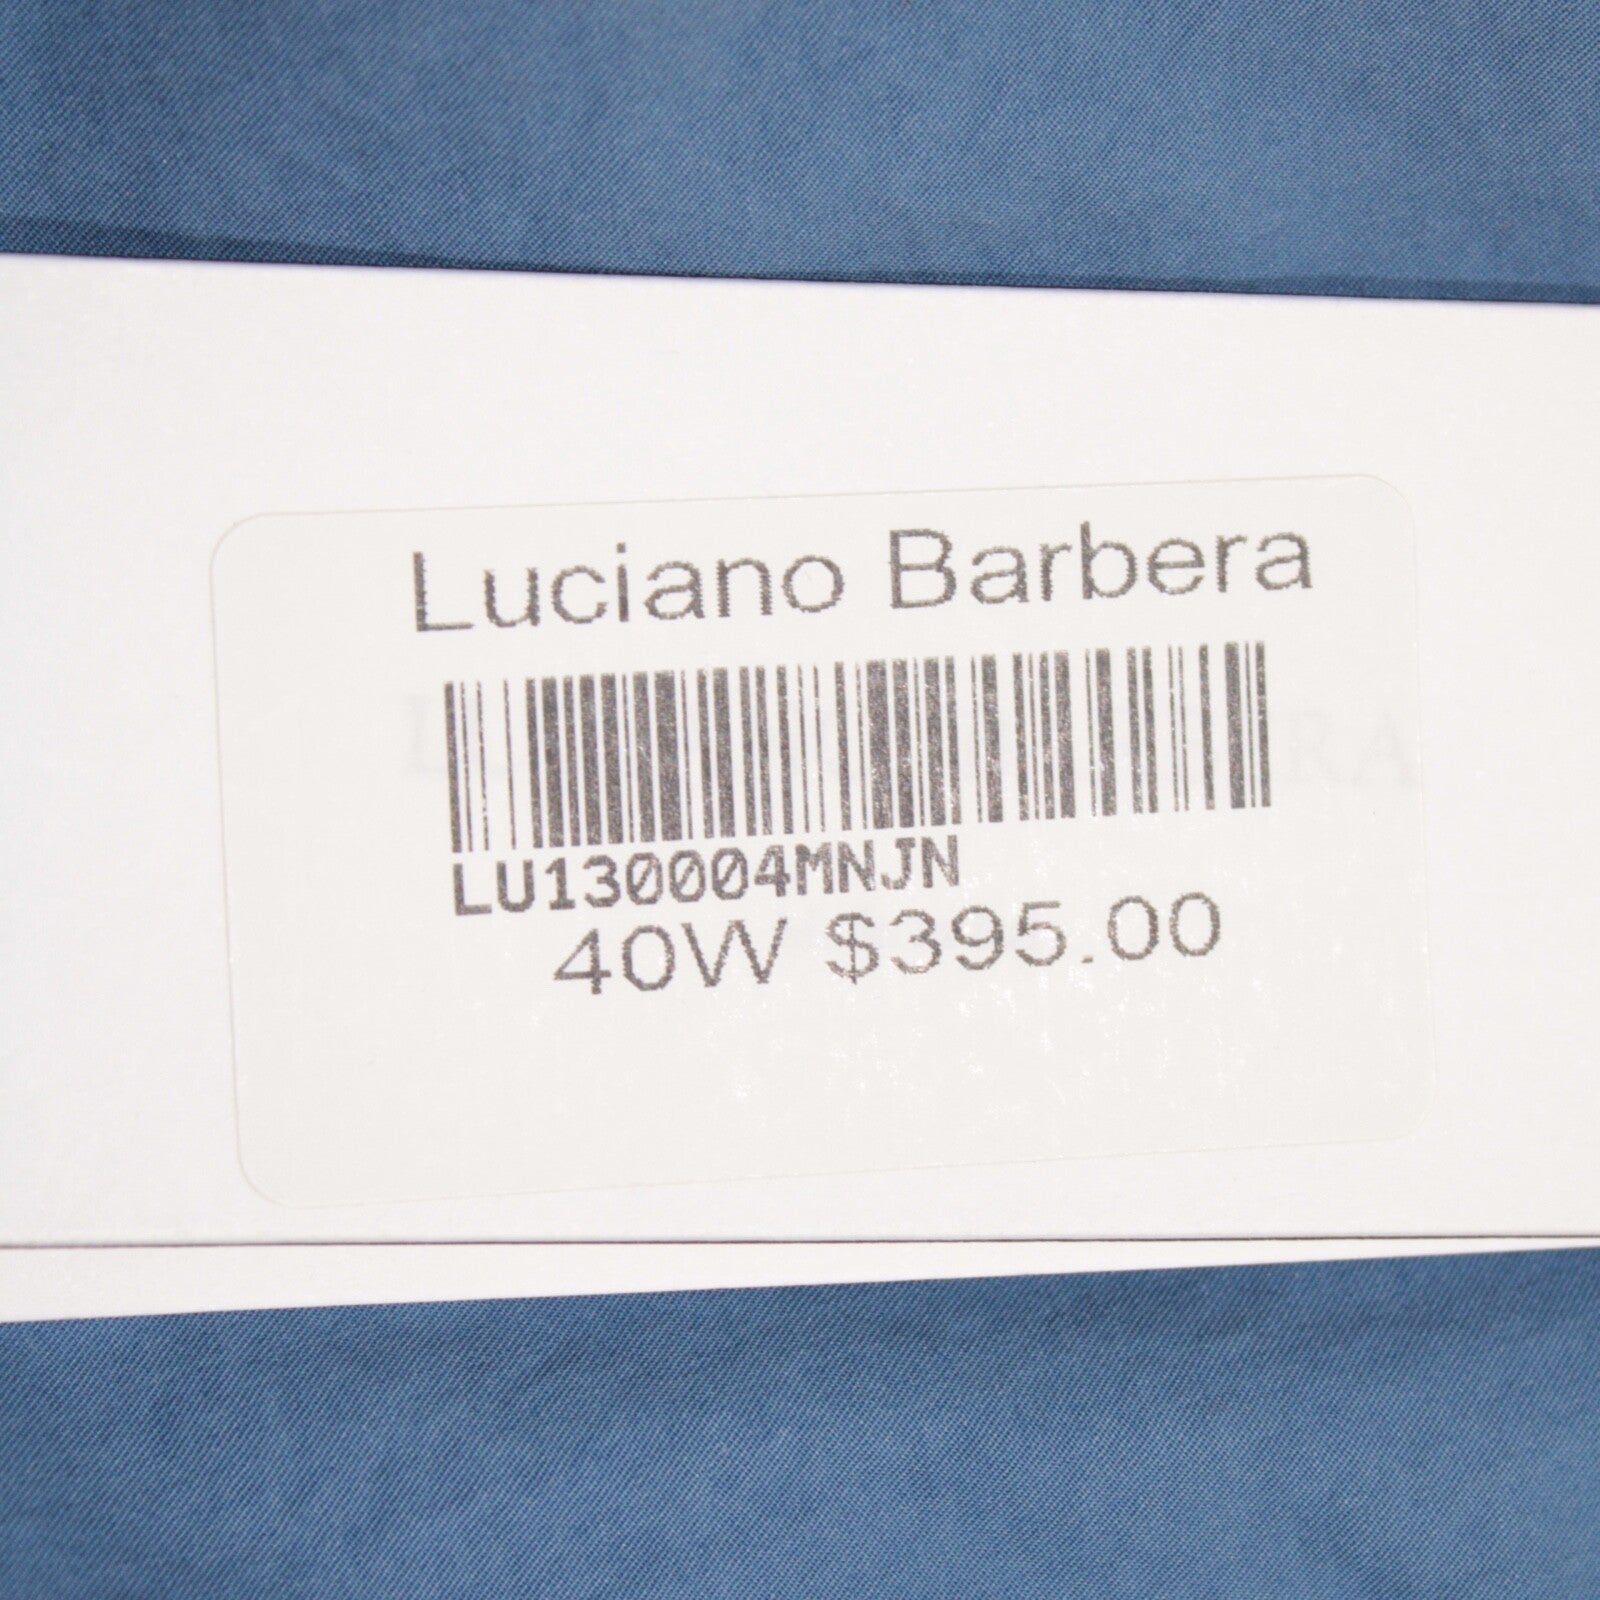 Luciano Barbera
LU130004MNJN
40W $395.00